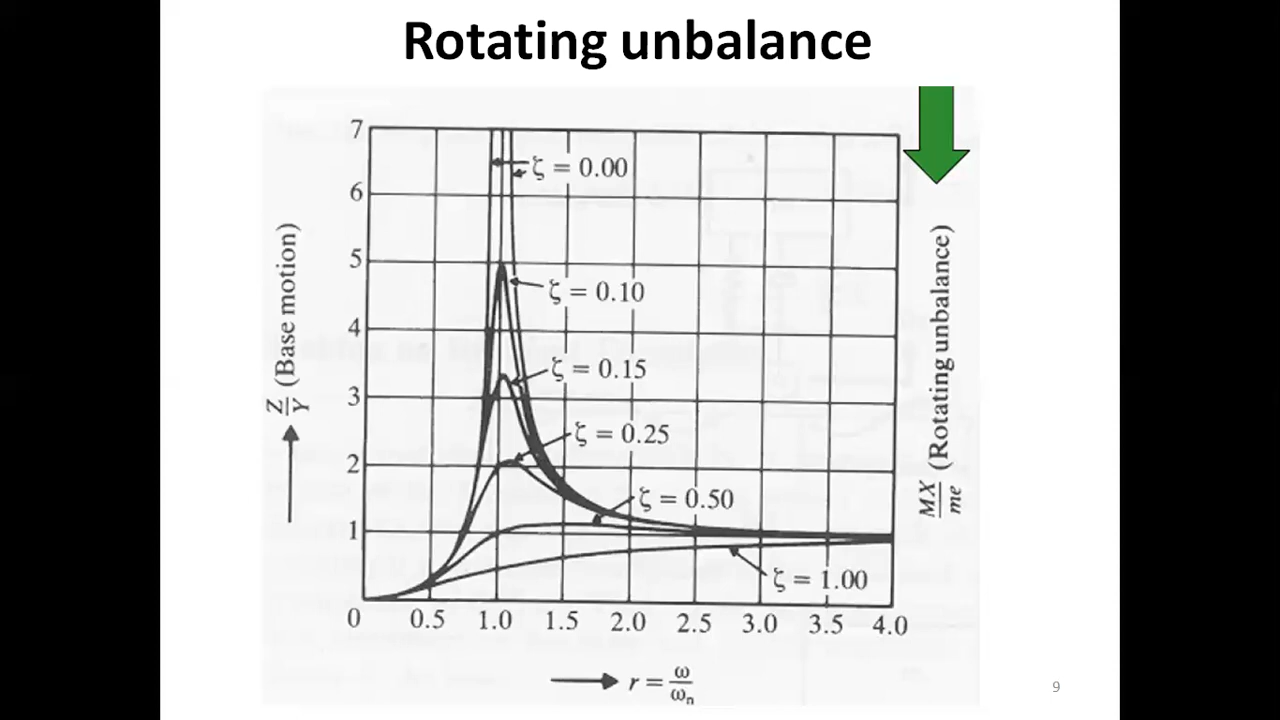 Rotating unbalance
7
6
5
4
3
2
1
0
0.5
1.0
1.5
2.0
2.5
3.0
3.5
4.0
ζ = 0.00
ζ = 0.10
ζ = 0.15
ζ = 0.25
ζ = 0.50
ζ = 1.00
Z/Y (Base motion)
MX/me (Rotating unbalance)
r = ω/ωn
9